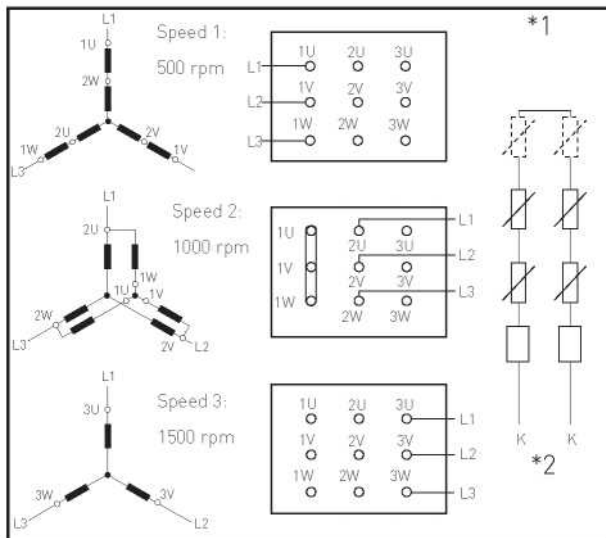 L1
1U
2W
2U
2V
1W
1V
L3
Speed 1:
500 rpm
1U 2U 3U
L1
1V 2V 3V
L2
1W 2W 3W
L3
*1
L1
2U
1W
1U 1V
2W
L3
2V
L2
Speed 2:
1000 rpm
1U
L1
2U 3U
1V
L2
2V 3V
1W
L3
2W 3W
K K
*2
L1
3U
3W
3V
L3
L2
Speed 3:
1500 rpm
1U 2U 3U
L1
1V 2V 3V
L2
1W 2W 3W
L3